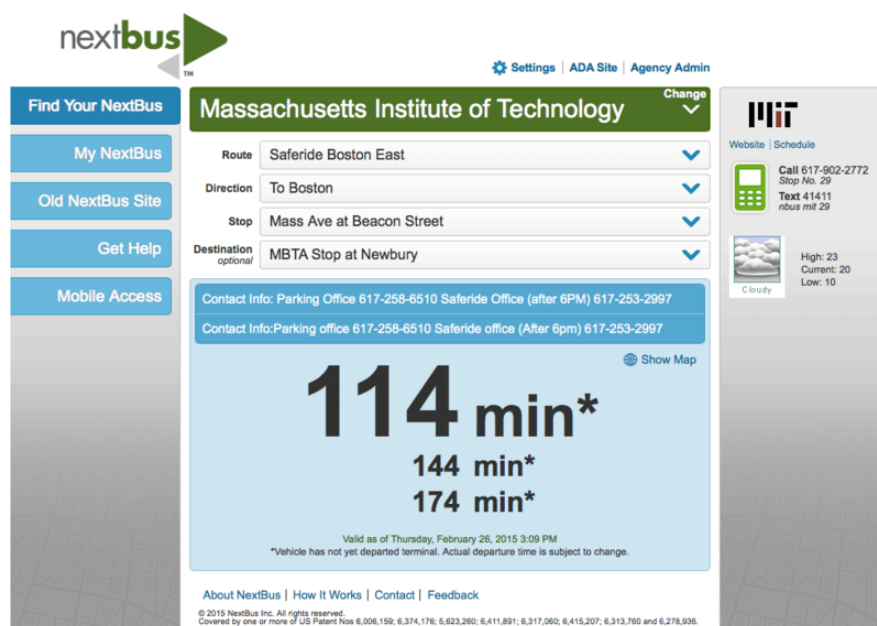 nextbus
TM
Settings | ADA Site | Agency Admin
Find Your NextBus
My NextBus
Old NextBus Site
Get Help
Mobile Access
Massachusetts Institute of Technology
Change
Route Saferide Boston East
Direction To Boston
Stop Mass Ave at Beacon Street
Destination
optional
MBTA Stop at Newbury
Contact Info: Parking Office 617-258-6510 Saferide Office (after 6PM) 617-253-2997
Contact Info:Parking office 617-258-6510 Saferide office (After 6pm) 617-253-2997
Show Map
114 min*
144 min*
174 min*
Valid as of Thursday, February 26, 2015 3:09 PM
*Vehicle has not yet departed terminal. Actual departure time is subject to change.
About NextBus | How It Works | Contact | Feedback
© 2015 NextBus Inc. All rights reserved.
Covered by one or more of US Patent Nos 6,006,159; 6,374,176; 5,623,260; 6,411,891; 6,317,060; 6,415,207; 6,313,760 and 6,278,936.
MIT
Website | Schedule
Call 617-902-2772
Stop No. 29
Text 41411
nbus mit 29
Cloudy
High: 23
Current: 20
Low: 10